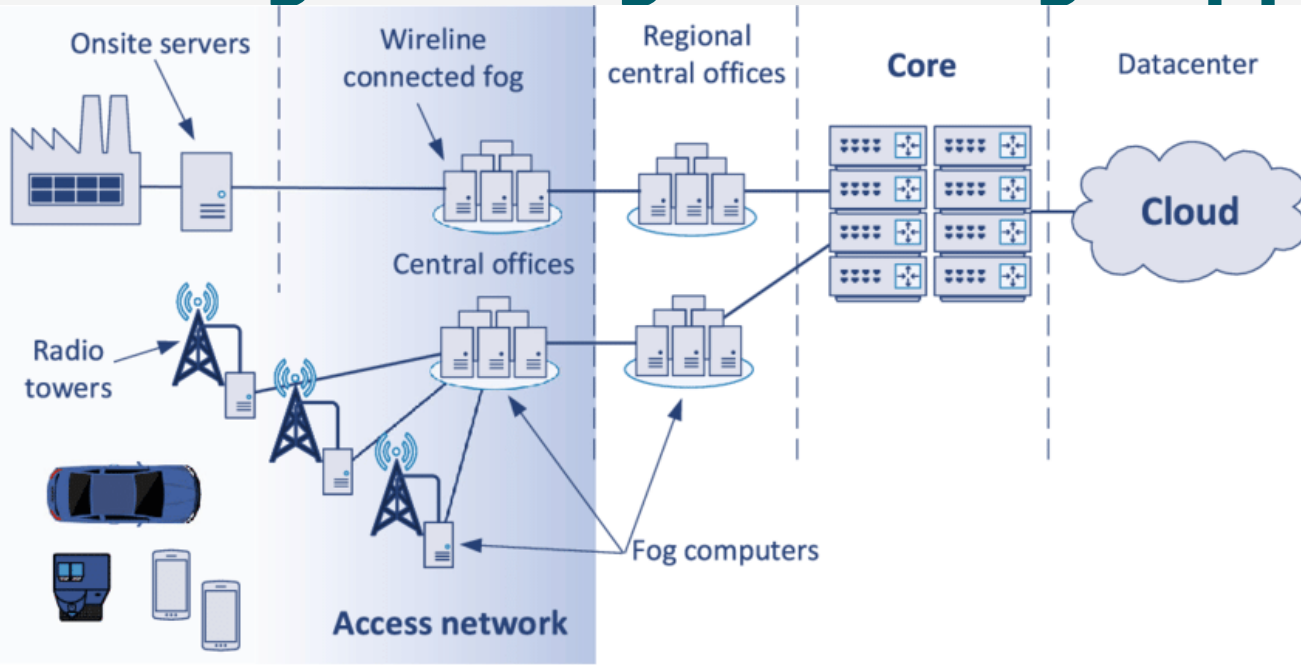 Onsite servers
Wireline
connected fog
Regional
central offices
Core
Datacenter
Cloud
Central offices
Radio
towers
Fog computers
Access network